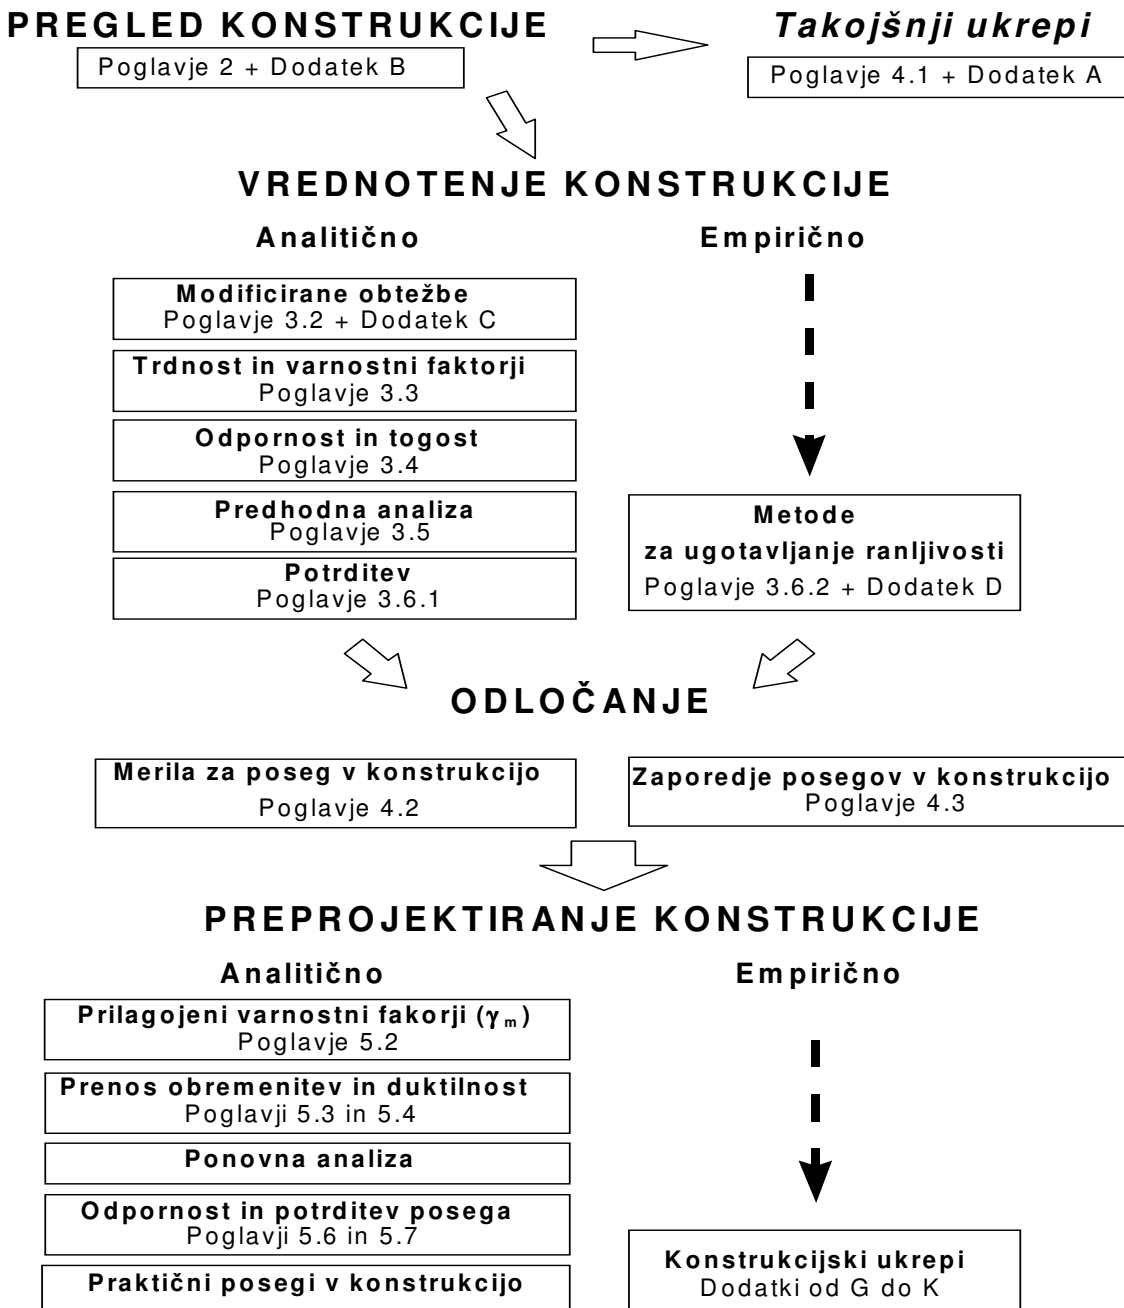 PREGLED KONSTRUKCIJE
Poglavje 2 + Dodatek B
Takojšnji ukrepi
Poglavje 4.1 + Dodatek A
VREDNOTENJE KONSTRUKCIJE
Analitično
Modificirane obtežbe
Poglavje 3.2 + Dodatek C
Trdnost in varnostni faktorji
Poglavje 3.3
Odpornost in togost
Poglavje 3.4
Predhodna analiza
Poglavje 3.5
Potrditev
Poglavje 3.6.1
Empirično
Metode
za ugotavljanje ranljivosti
Poglavje 3.6.2 + Dodatek D
ODLOČANJE
Merila za poseg v konstrukcijo
Poglavje 4.2
Zaporedje posegov v konstrukcijo
Poglavje 4.3
PREPROJEKTIRANJE KONSTRUKCIJE
Analitično
Prilagojeni varnostni fakorji (γm)
Poglavje 5.2
Prenos obremenitev in duktilnost
Poglavji 5.3 in 5.4
Ponovna analiza
Odpornost in potrditev posega
Poglavji 5.6 in 5.7
Praktični posegi v konstrukcijo
Empirično
Konstrukcijski ukrepi
Dodatki od G do K